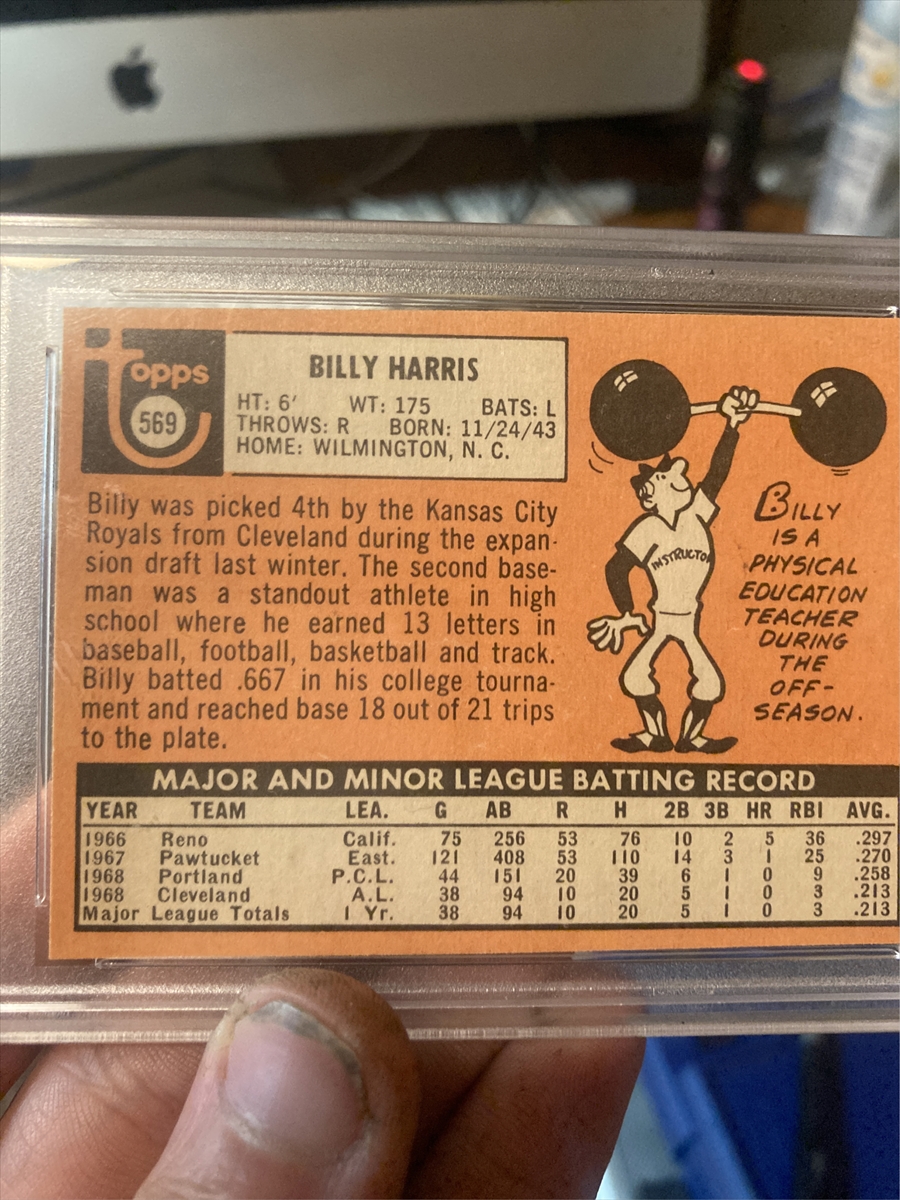 Topps
569
BILLY HARRIS
HT: 6' WT: 175 BATS: L
THROWS: R BORN: 11/24/43
HOME: WILMINGTON, N. C.
Billy was picked 4th by the Kansas City
Royals from Cleveland during the expan-
sion draft last winter. The second base-
man was a standout athlete in high
school where he earned 13 letters in
baseball, football, basketball and track.
Billy batted .667 in his college tourna-
ment and reached base 18 out of 21 trips
to the plate.
INSTRUCTOR
BILLY
IS A
PHYSICAL
EDUCATION
TEACHER
DURING
THE
OFF-
SEASON.
MAJOR AND MINOR LEAGUE BATTING RECORD
YEAR TEAM LEA. G AB R H 2B 3B HR RBI AVG.
1966 Reno Calif. 75 256 53 76 10 2 5 36 .297
1967 Pawtucket East. 121 408 53 110 14 3 1 25 .270
1968 Portland P.C.L. 44 151 20 39 6 1 0 9 .258
1968 Cleveland A.L. 38 94 10 20 5 1 0 3 .213
Major League Totals 1 Yr. 38 94 10 20 5 1 0 3 .213